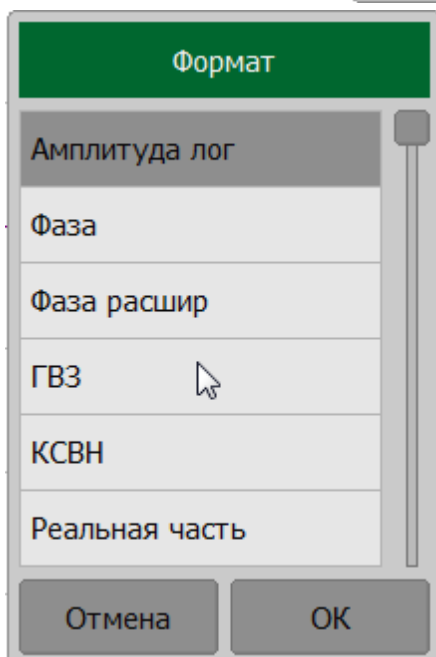 Формат
Амплитуда лог
Фаза
Фаза расшир
ГВЗ
КСВН
Реальная часть
Отмена
ОК